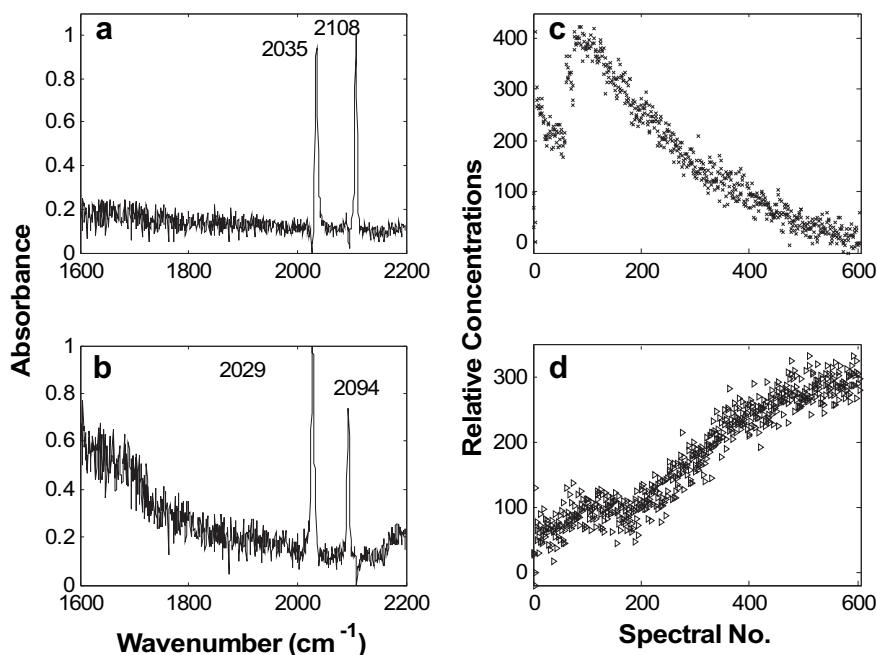 a
2035
2108
1
0.8
0.6
0.4
0.2
0
1600 1800 2000 2200
b
2029
2094
1
0.8
0.6
0.4
0.2
0
1600 1800 2000 2200
Absorbance
Wavenumber (cm -1)
c
400
300
200
100
0
0 200 400 600
d
300
200
100
0
0 200 400 600
Relative Concentrations
Spectral No.